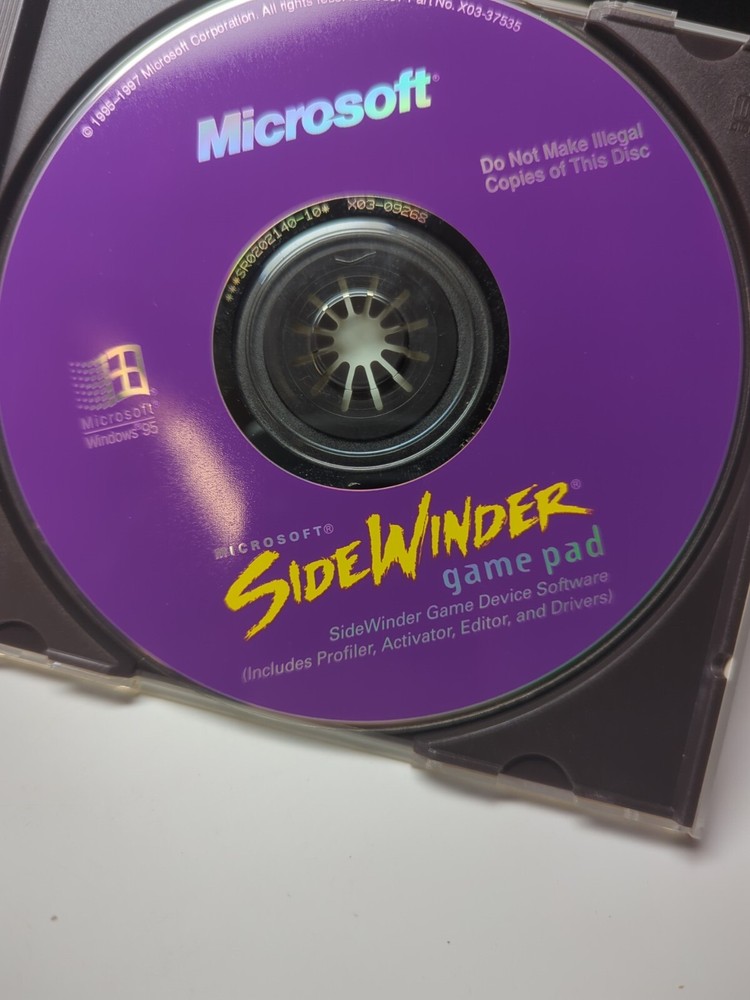 © 1995-1997 Microsoft Corporation. All rights Part No. X03-37535
Microsoft®
Do Not Make Illegal
Copies of This Disc
***SR0202140-10* X03-09268
Microsoft®
Windows®95
MICROSOFT®
SIDEWINDER®
game pad
SideWinder Game Device Software
(Includes Profiler, Activator, Editor, and Drivers)